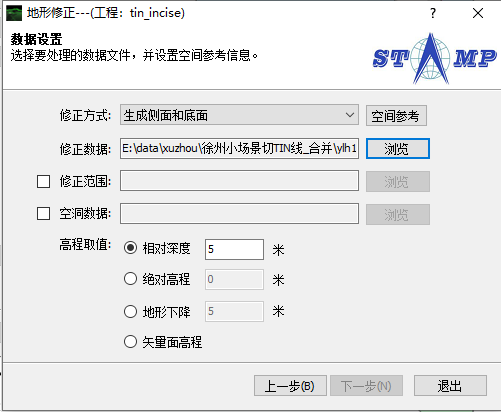 地形修正---(工程：tin_incise)
数据设置
选择要处理的数据文件，并设置空间参考信息。
STAMP
修正方式: 生成侧面和底面 空间参考
修正数据: E:\data\xuzhou\徐州小场景切TIN线_合并\ylh1 浏览
修正范围: 浏览
空洞数据: 浏览
高程取值: 相对深度 5 米
绝对高程 0 米
地形下降 5 米
矢量面高程
上一步(B) 下一步(N) 退出